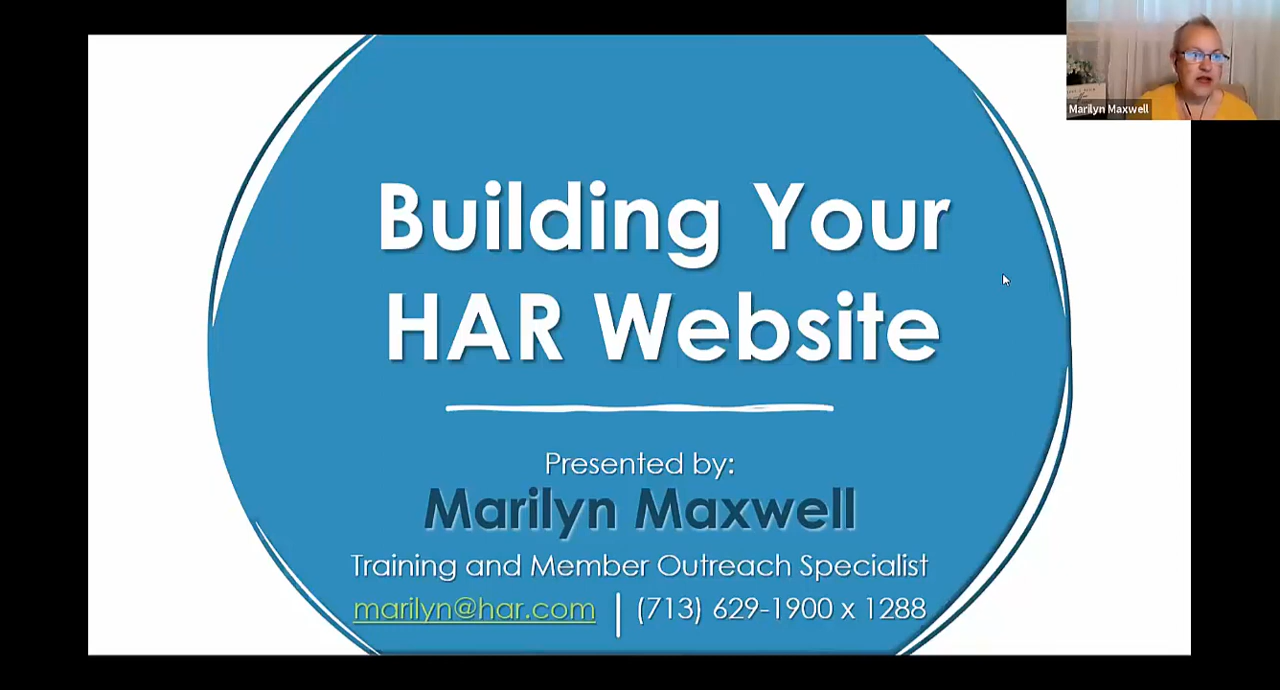 Building Your
HAR Website
Presented by:
Marilyn Maxwell
Training and Member Outreach Specialist
marilyn@har.com | (713) 629-1900 x 1288
Marilyn Maxwell